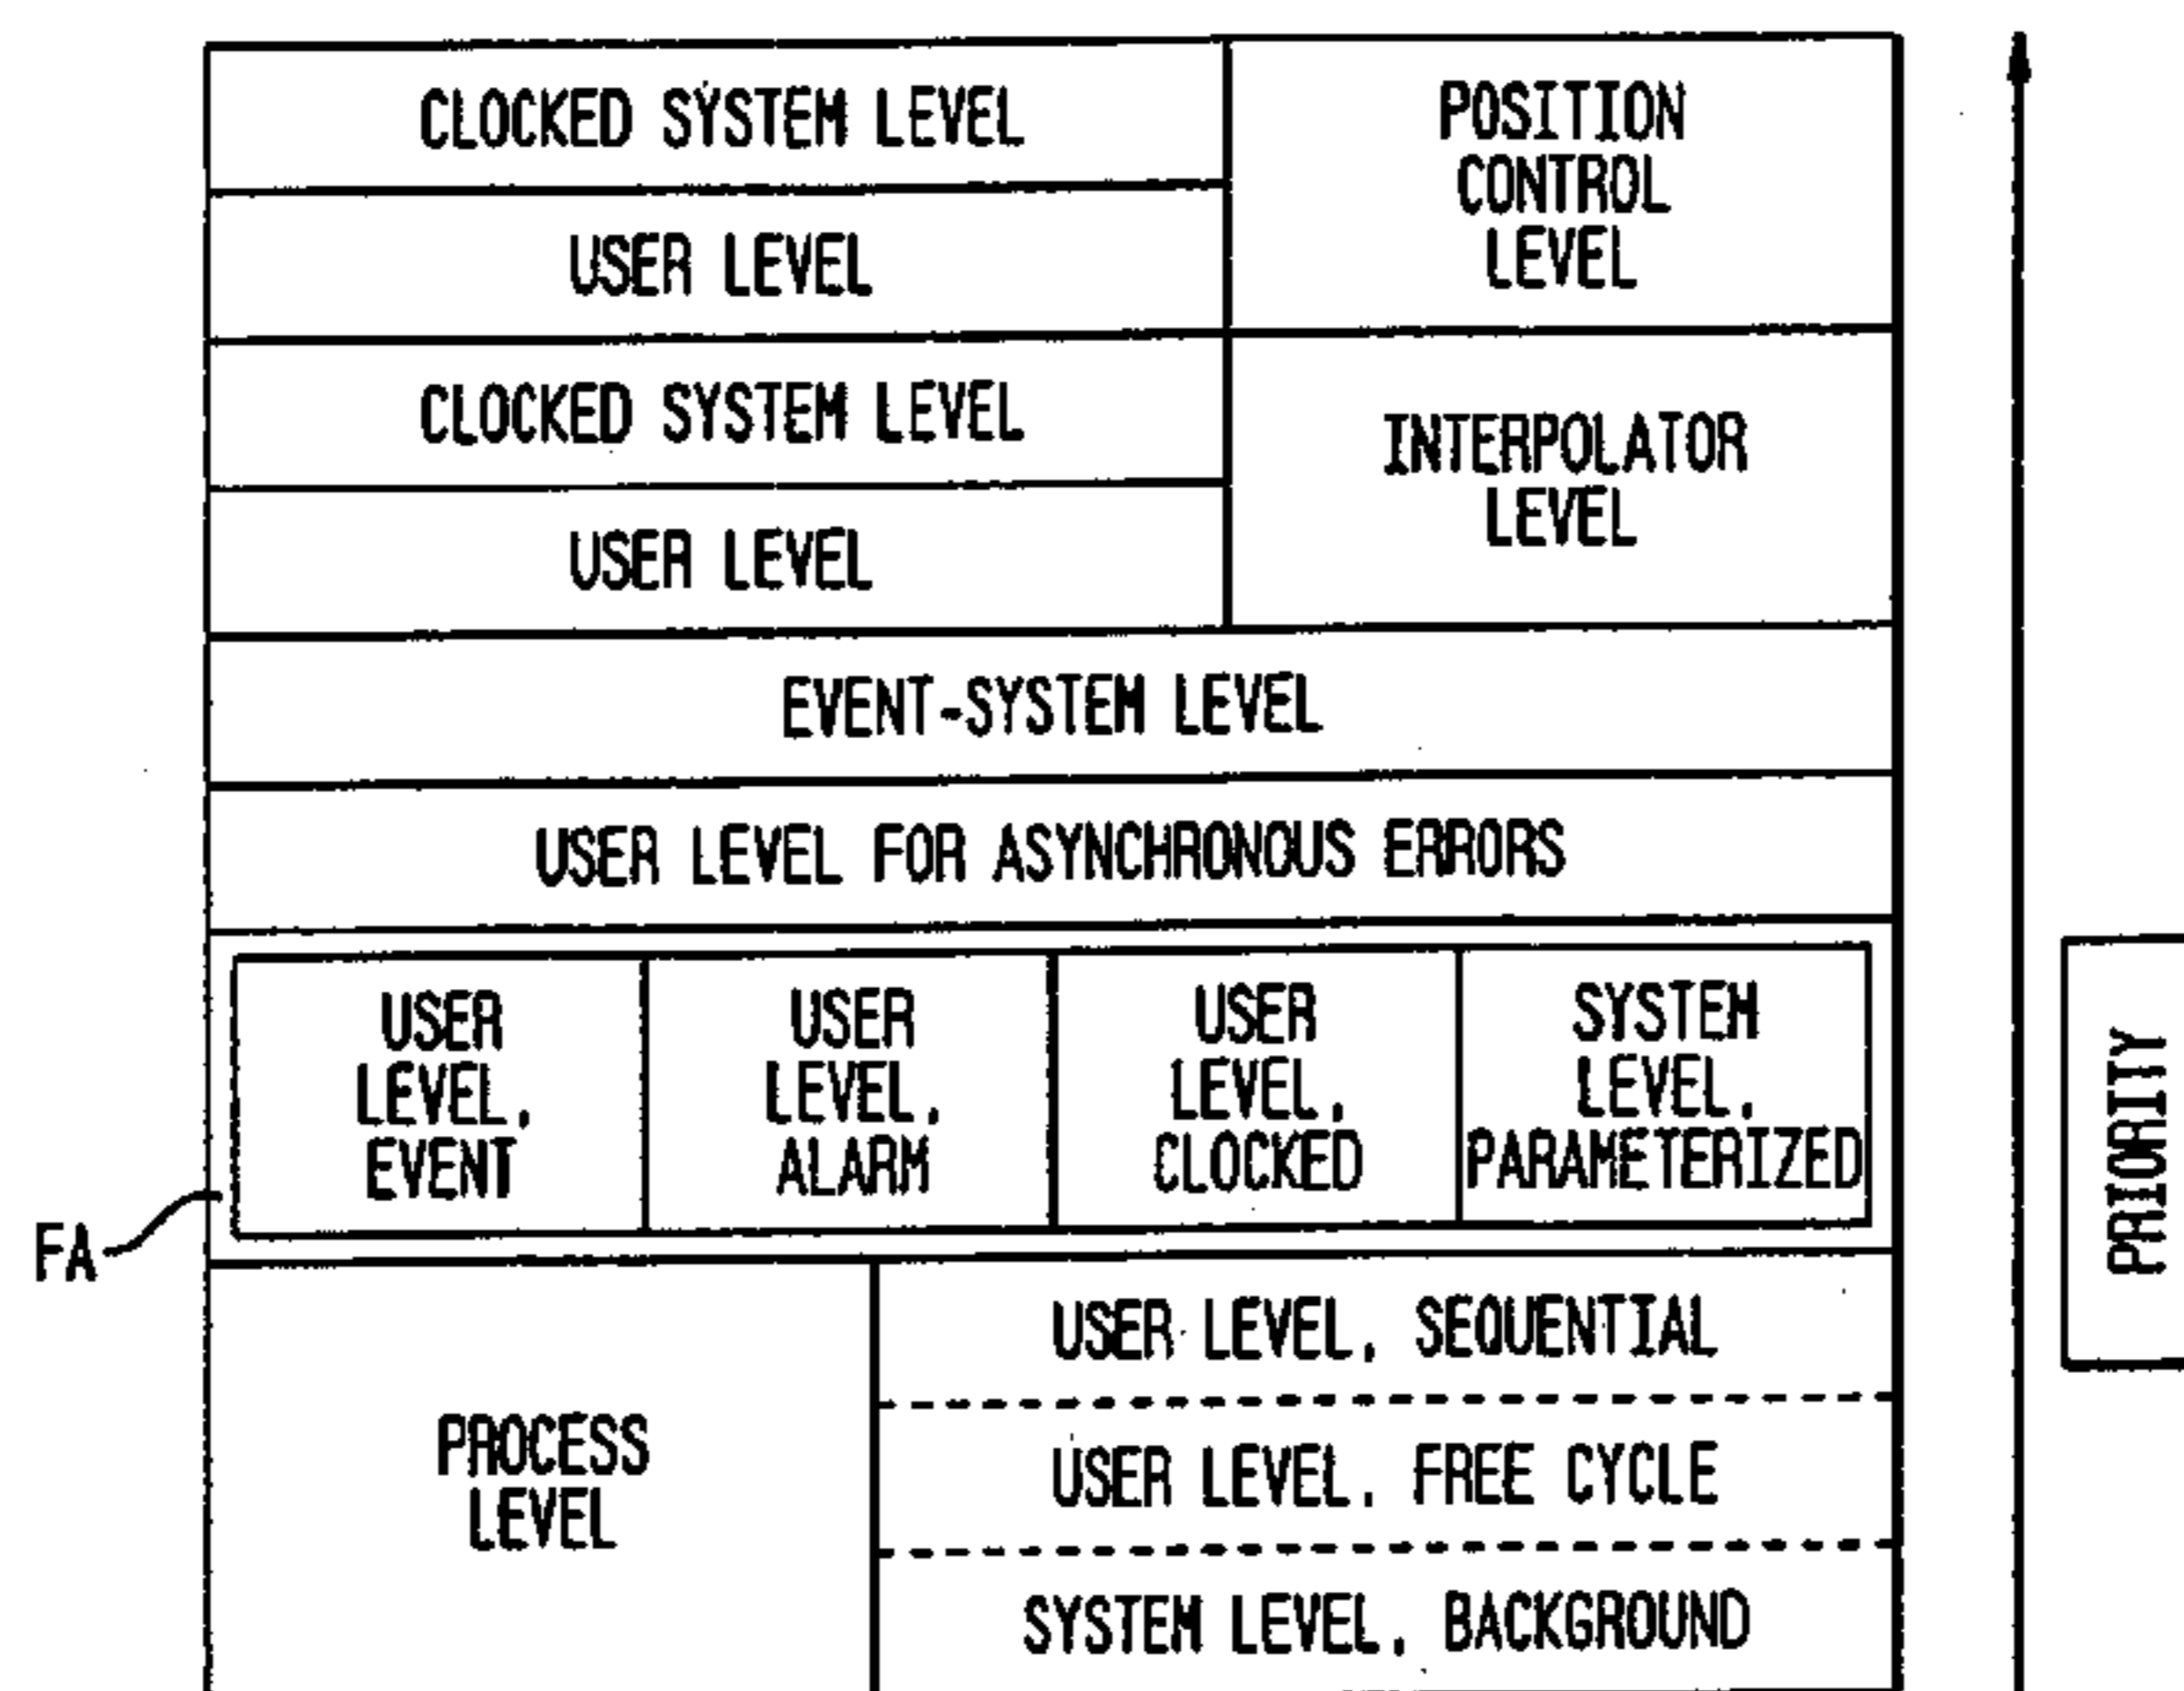 CLOCKED SYSTEM LEVEL
USER LEVEL
POSITION
CONTROL
LEVEL
CLOCKED SYSTEM LEVEL
USER LEVEL
INTERPOLATOR
LEVEL
EVENT-SYSTEM LEVEL
USER LEVEL FOR ASYNCHRONOUS ERRORS
USER
LEVEL,
EVENT
USER
LEVEL,
ALARM
USER
LEVEL,
CLOCKED
SYSTEM
LEVEL,
PARAMETERIZED
FA
PROCESS
LEVEL
USER LEVEL, SEQUENTIAL
USER LEVEL, FREE CYCLE
SYSTEM LEVEL, BACKGROUND
PRIORITY